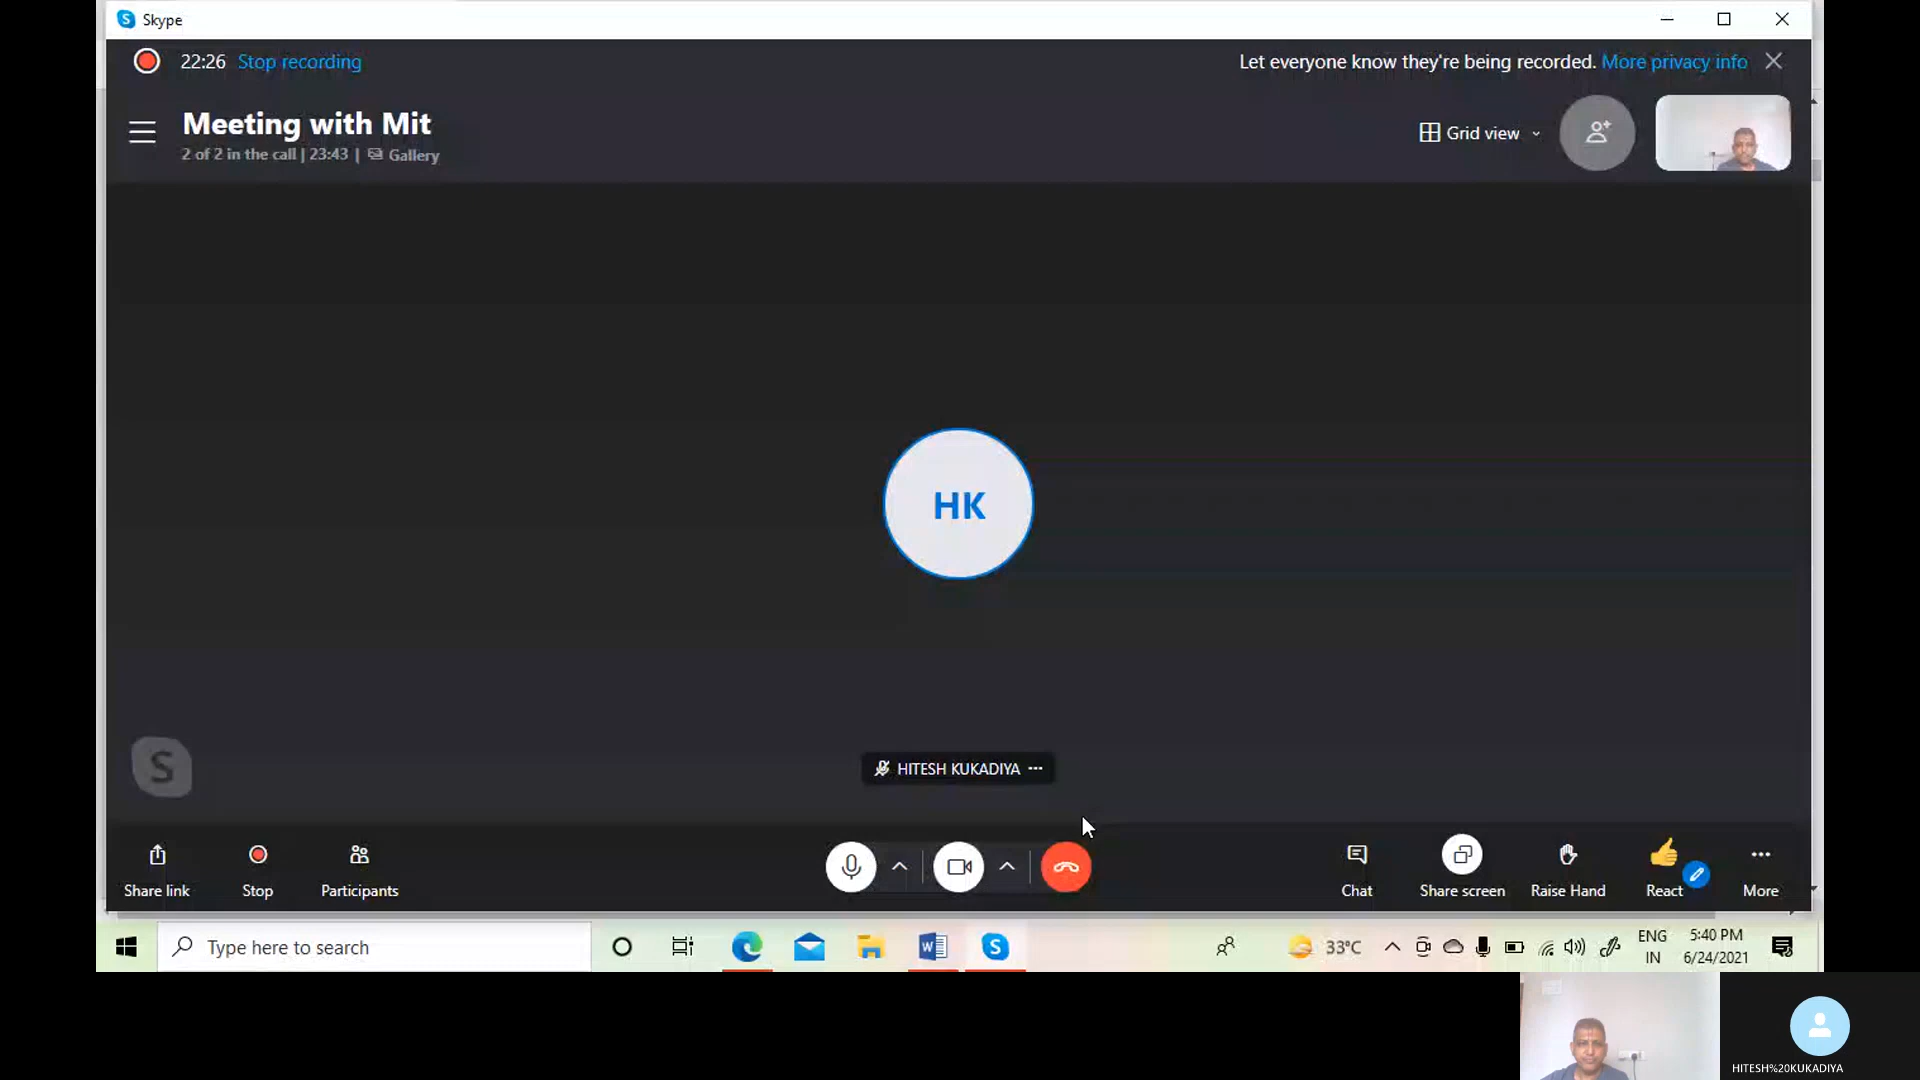 Skype
22:26 Stop recording
Let everyone know they're being recorded. More privacy info
Meeting with Mit
2 of 2 in the call | 23:43 | Gallery
Grid view
HK
S
HITESH KUKADIYA
Share link
Stop
Participants
Chat
Share screen
Raise Hand
React
More
Type here to search
W
S
33°C
ENG
IN
5:40 PM
6/24/2021
HITESH%20KUKADIYA